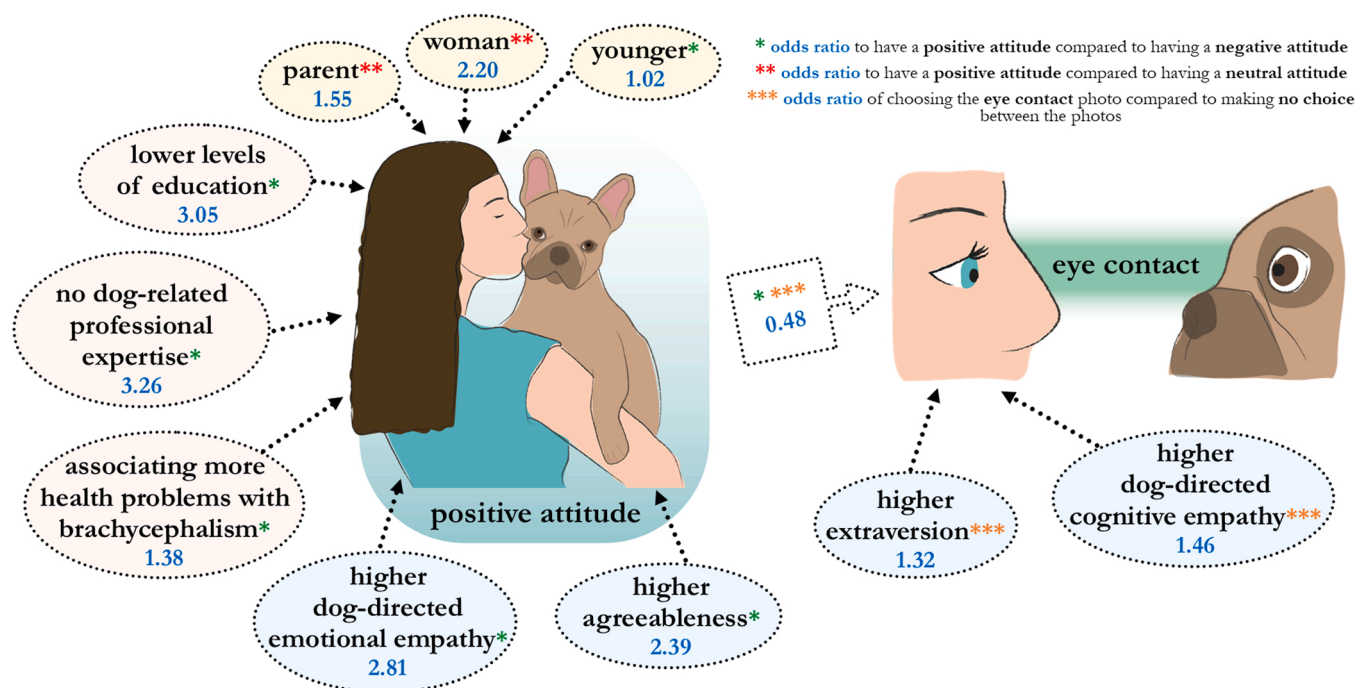 parent**
1.55
woman**
2.20
younger*
1.02
* odds ratio to have a positive attitude compared to having a negative attitude
** odds ratio to have a positive attitude compared to having a neutral attitude
*** odds ratio of choosing the eye contact photo compared to making no choice
between the photos
lower levels
of education*
3.05
no dog-related
professional
expertise*
3.26
associating more
health problems with
brachycephalism*
1.38
higher
dog-directed
emotional empathy*
2.81
higher
agreeableness*
2.39
positive attitude
* ***
0.48
eye contact
higher
extraversion***
1.32
higher
dog-directed
cognitive empathy***
1.46